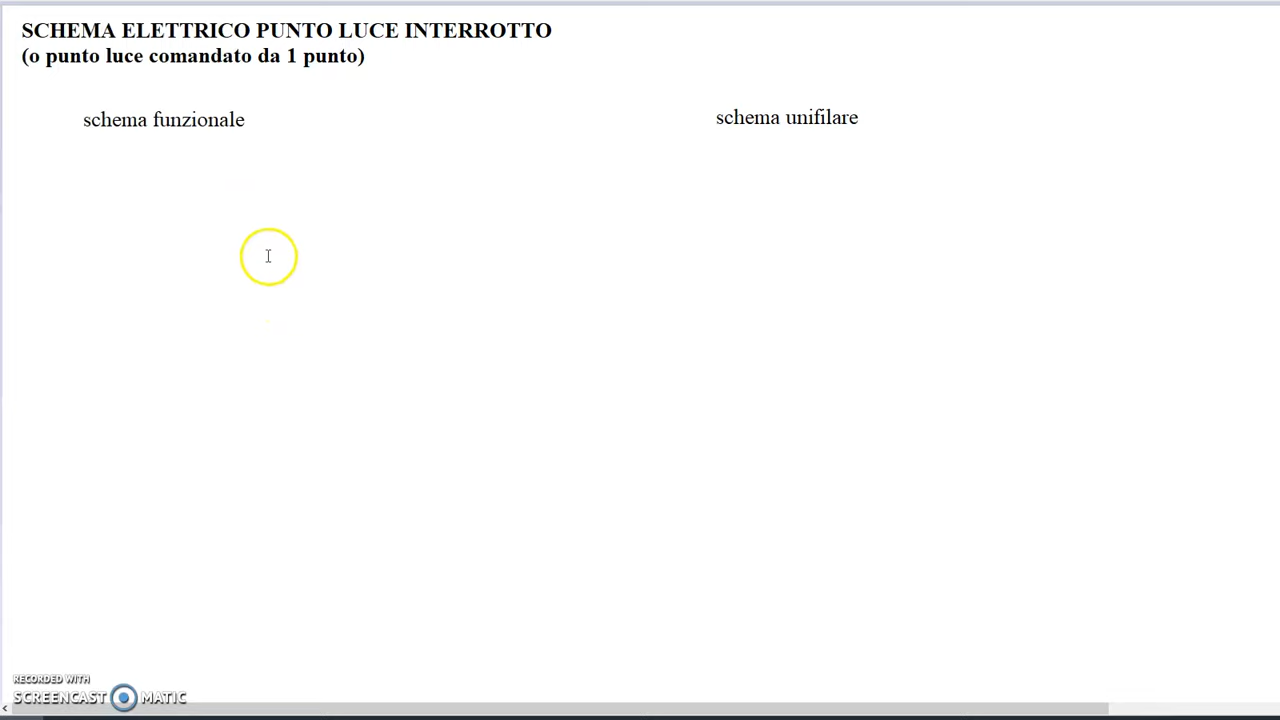 SCHEMA ELETTRICO PUNTO LUCE INTERROTTO
(o punto luce comandato da 1 punto)
schema funzionale
schema unifilare
RECORDED WITH
SCREENCAST MATIC